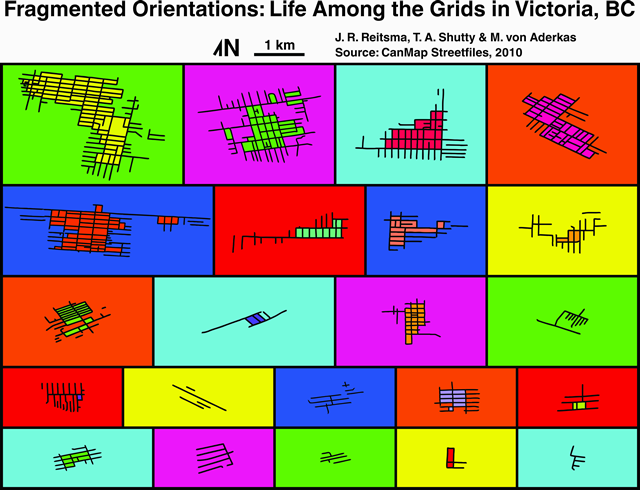 Fragmented Orientations: Life Among the Grids in Victoria, BC
N 1 km
J. R. Reitsma, T. A. Shutty & M. von Aderkas
Source: CanMap Streetfiles, 2010